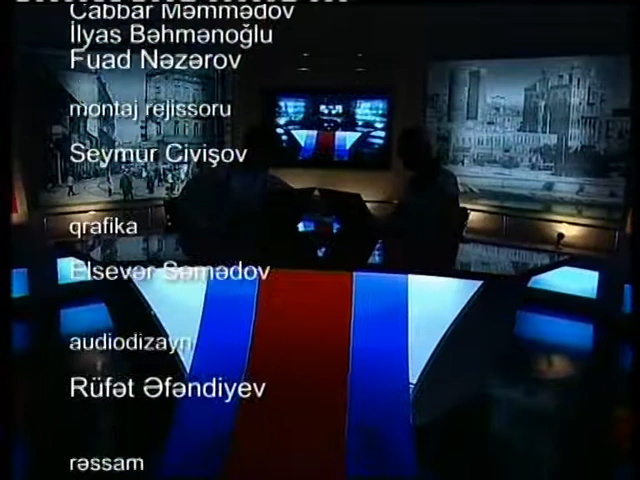 Cabbar Məmmədov
İlyas Bəhmənoğlu
Fuad Nəzərov
montaj rejissoru
Seymur Civişov
qrafika
Elsevər Səmədov
audiodizayn
Rüfət Əfəndiyev
rəssam